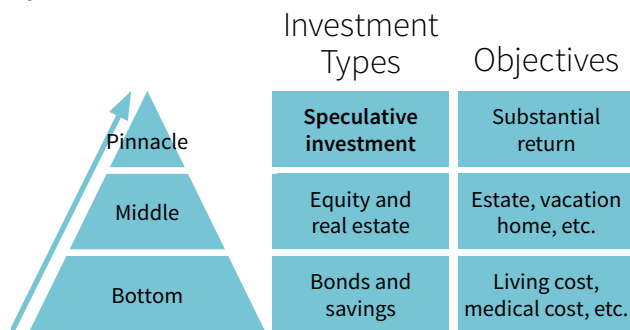 Investment
Types
Objectives
Pinnacle
Speculative
investment
Substantial
return
Middle
Equity and
real estate
Estate, vacation
home, etc.
Bottom
Bonds and
savings
Living cost,
medical cost, etc.